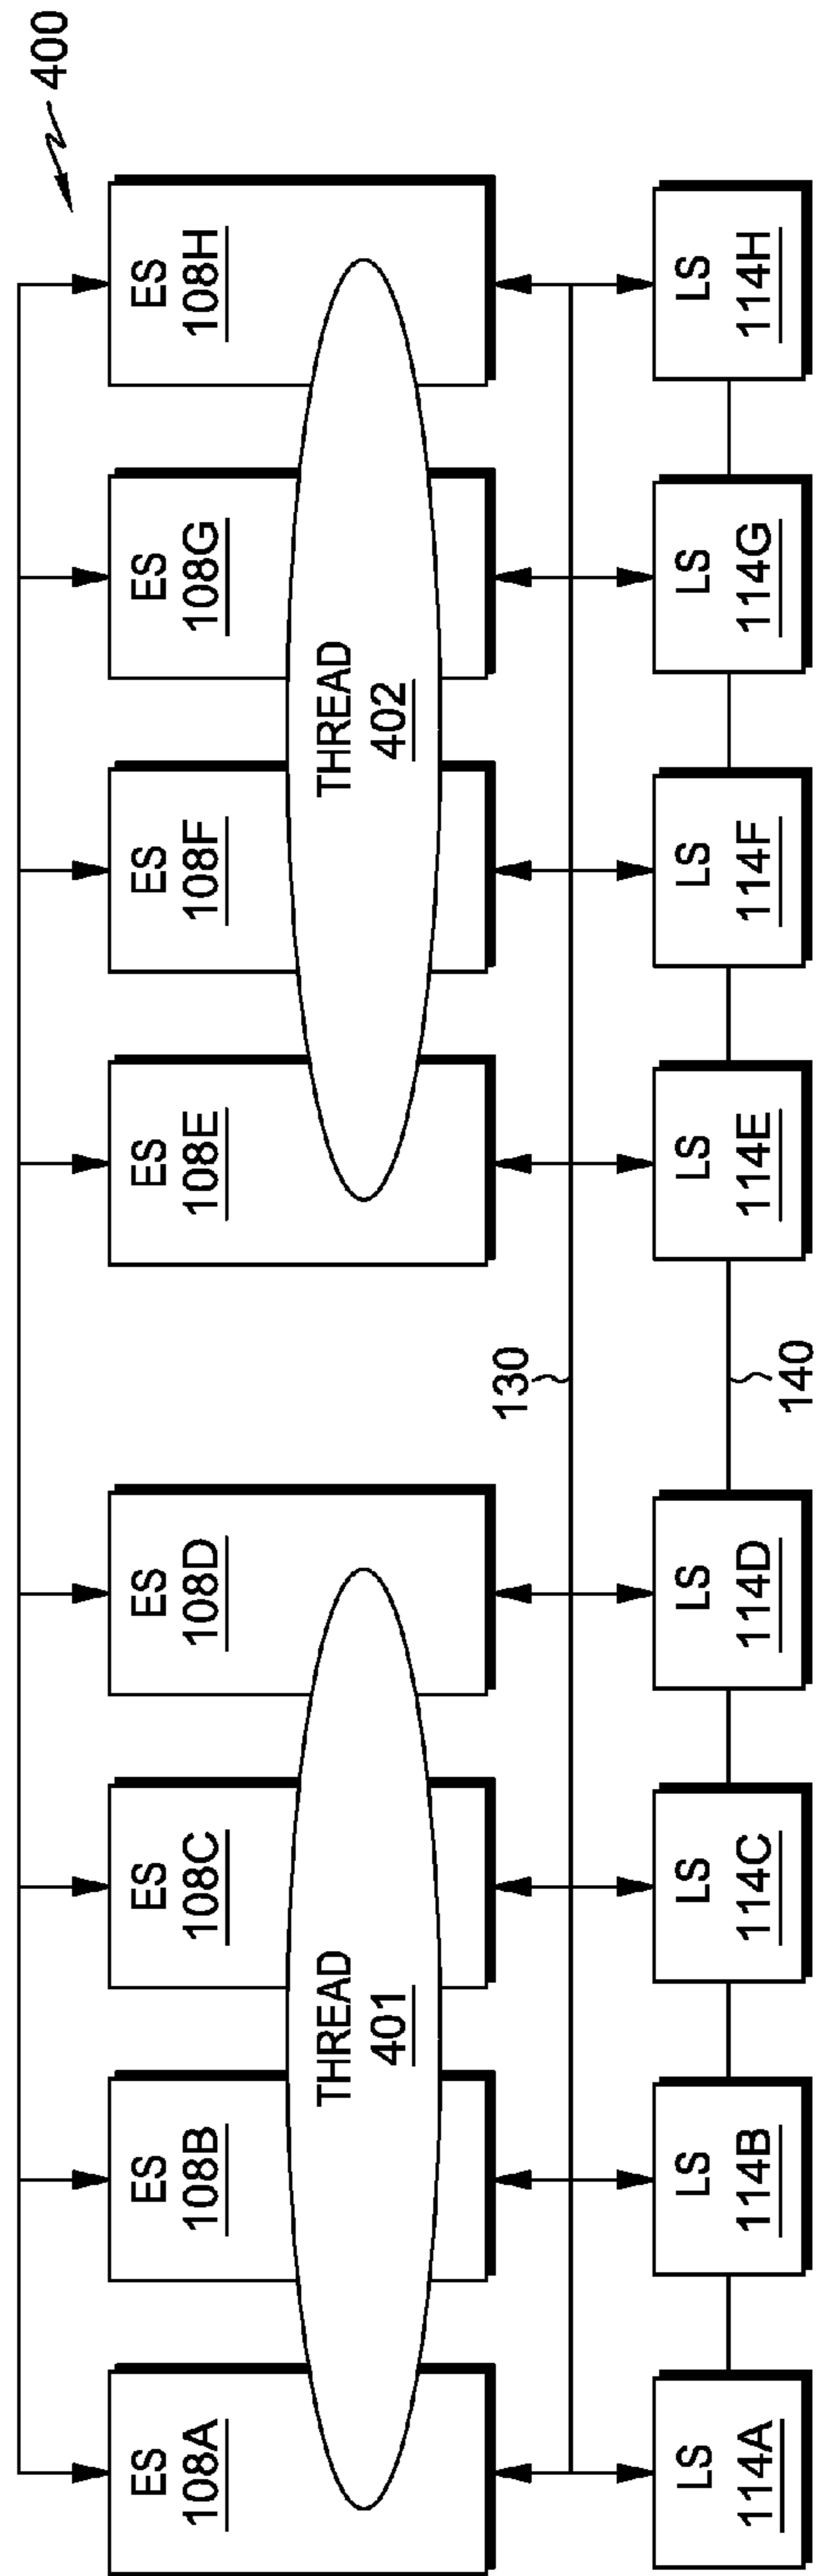 400
ES
108A
ES
108B
ES
108C
ES
108D
ES
108E
ES
108F
ES
108G
ES
108H
THREAD
401
THREAD
402
130
LS
114A
LS
114B
LS
114C
LS
114D
LS
114E
LS
114F
LS
114G
LS
114H
140